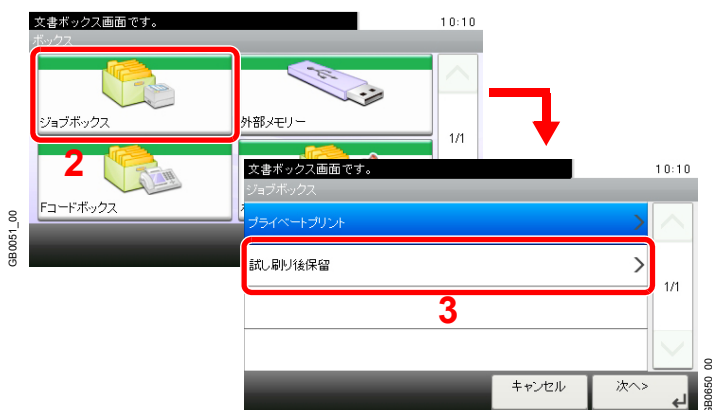 文書ボックス画面です。 10:10
ボックス
ジョブボックス
外部メモリー
1/1
2
Fコードボックス
GB0051_00
文書ボックス画面です。 10:10
ジョブボックス
プライベートプリント
試し刷り後保留
1/1
3
キャンセル
次へ>
GB0650_00